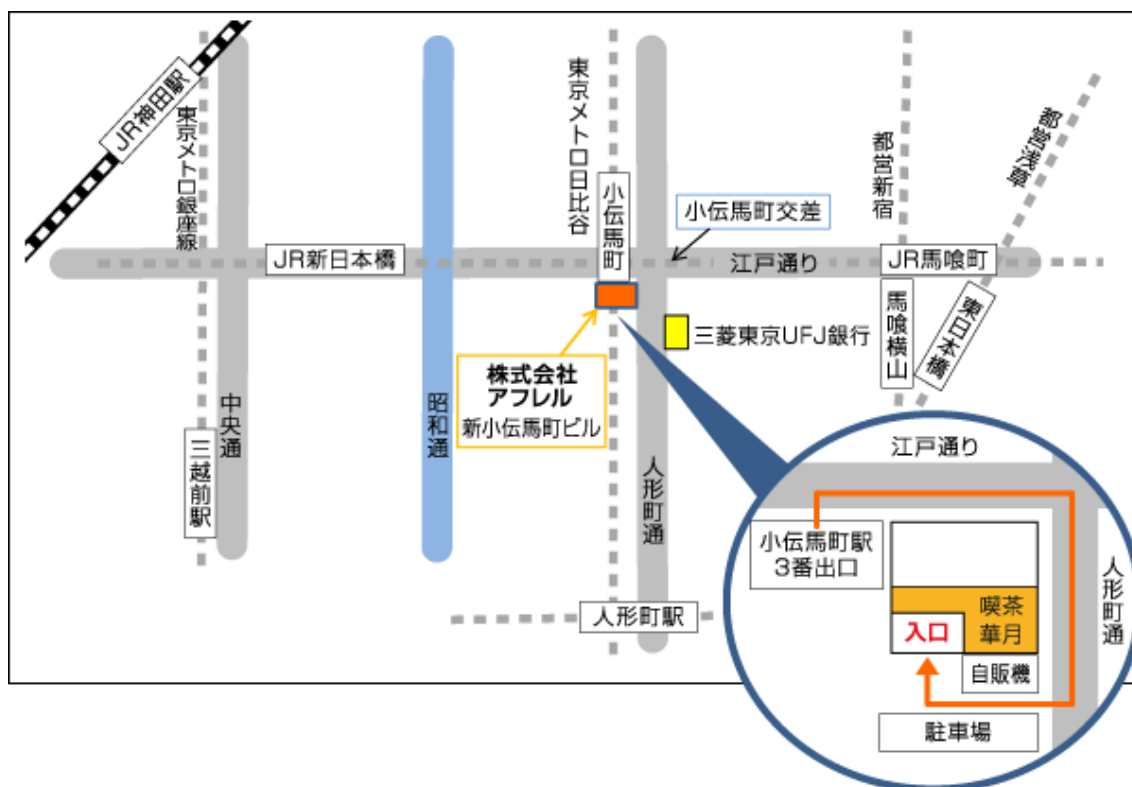 JR神田駅
東京メトロ銀座線
東京メトロ日比谷
小伝馬町
小伝馬町交差
都営新宿
都営浅草
JR新日本橋
江戸通り
JR馬喰町
三菱東京UFJ銀行
馬喰横山
東日本橋
株式会社
アフレル
新小伝馬町ビル
中央通
昭和通
三越前駅
人形町通
人形町駅
江戸通り
小伝馬町駅
3番出口
人形町通
喫茶
華月
入口
自販機
駐車場